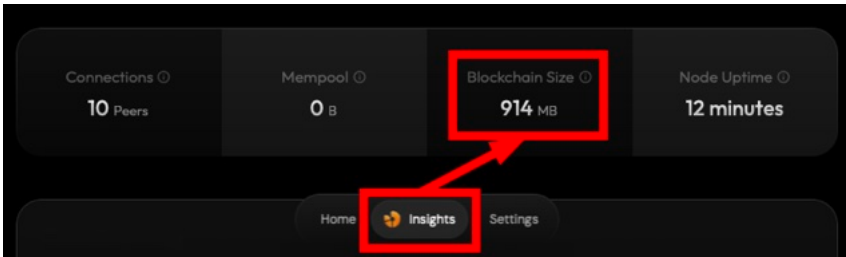 Connections Mempool Blockchain Size Node Uptime
10 Peers 0 B 914 MB 12 minutes
Home Insights Settings